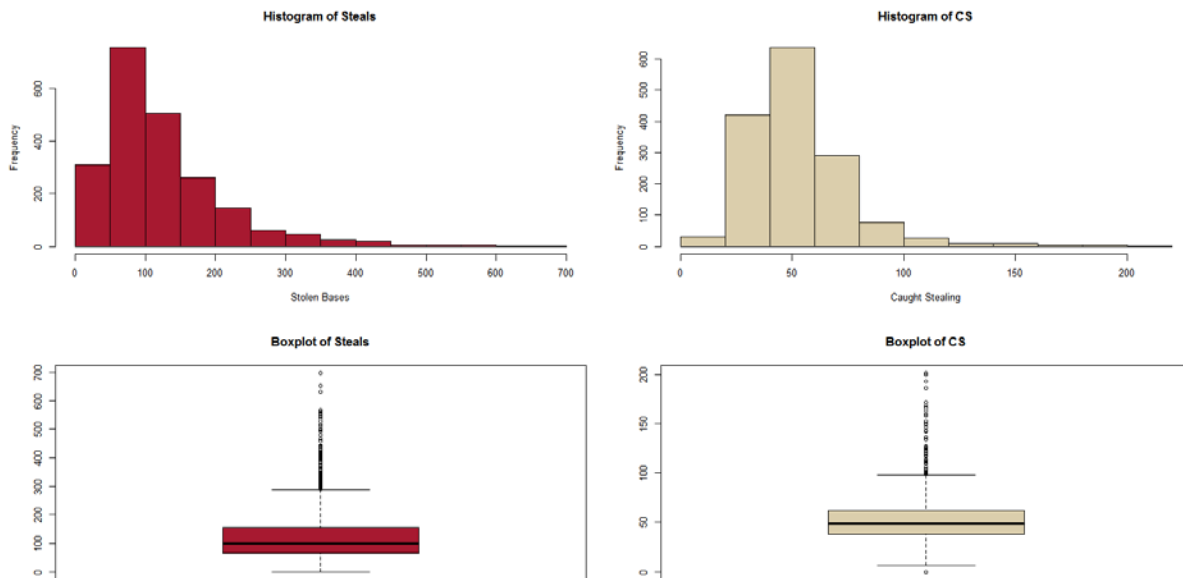 Histogram of Steals
Frequency
0 200 400 600
0 100 200 300 400 500 600 700
Stolen Bases
Histogram of CS
Frequency
0 100 200 300 400 500 600
0 50 100 150 200
Caught Stealing
Boxplot of Steals
0 100 200 300 400 500 600 700
Boxplot of CS
0 50 100 150 200